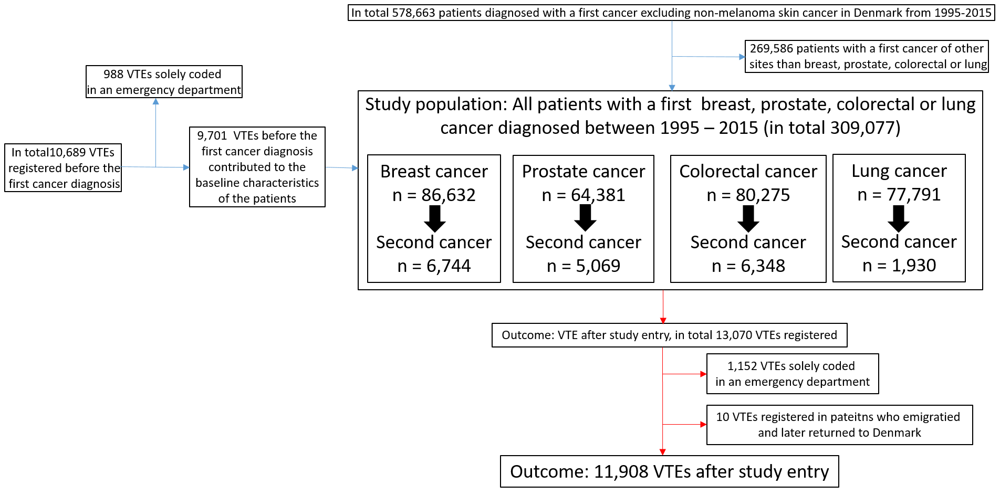 In total 578,663 patients diagnosed with a first cancer excluding non-melanoma skin cancer in Denmark from 1995-2015
269,586 patients with a first cancer of other
sites than breast, prostate, colorectal or lung
988 VTEs solely coded
in an emergency department
In total10,689 VTEs
registered before the
first cancer diagnosis
9,701 VTEs before the
first cancer diagnosis
contributed to the
baseline characteristics
of the patients
Study population: All patients with a first breast, prostate, colorectal or lung
cancer diagnosed between 1995 – 2015 (in total 309,077)
Breast cancer
n = 86,632
Second cancer
n = 6,744
Prostate cancer
n = 64,381
Second cancer
n = 5,069
Colorectal cancer
n = 80,275
Second cancer
n = 6,348
Lung cancer
n = 77,791
Second cancer
n = 1,930
Outcome: VTE after study entry, in total 13,070 VTEs registered
1,152 VTEs solely coded
in an emergency department
10 VTEs registered in pateitns who emigratied
and later returned to Denmark
Outcome: 11,908 VTEs after study entry